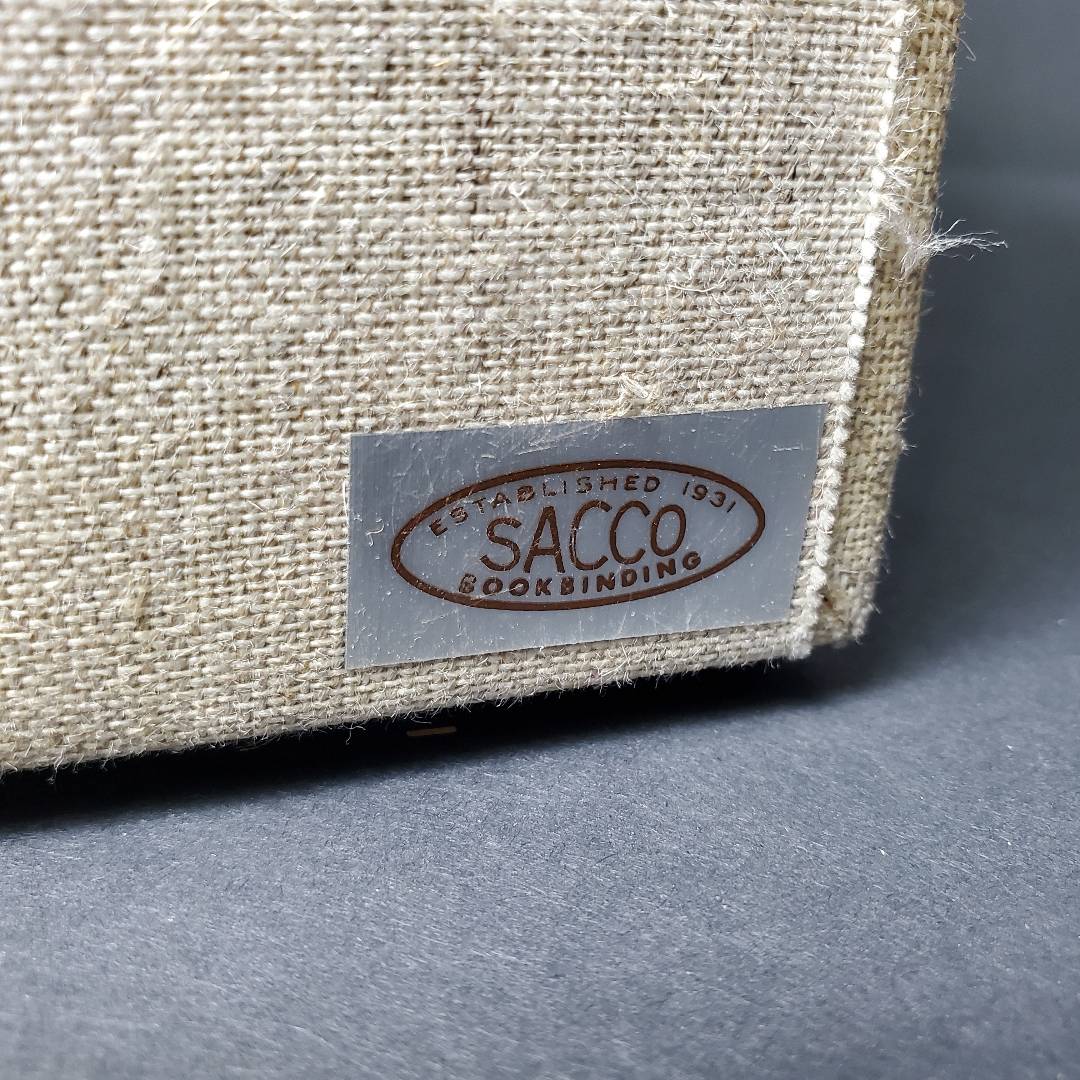 ESTABLISHED 1931
SACCO
BOOKBINDING